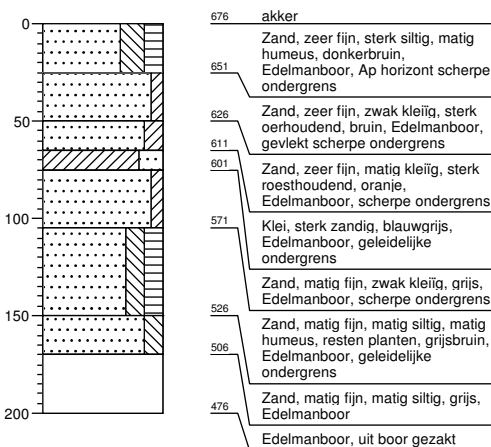 0
50
100
150
200
676
akker
Zand, zeer fijn, sterk siltig, matig
humeus, donkerbruin,
Edelmanboor, Ap horizont scherpe
ondergrens
651
Zand, zeer fijn, zwak kleiïg, sterk
oerhoudend, bruin, Edelmanboor,
gevlekt scherpe ondergrens
626
Zand, zeer fijn, matig kleiïg, sterk
roesthoudend, oranje,
Edelmanboor, scherpe ondergrens
611
Klei, sterk zandig, blauwgrijs,
Edelmanboor, geleidelijke
ondergrens
601
Zand, matig fijn, zwak kleiïg, grijs,
Edelmanboor, scherpe ondergrens
571
Zand, matig fijn, matig siltig, matig
humeus, resten planten, grijsbruin,
Edelmanboor, geleidelijke
ondergrens
526
Zand, matig fijn, matig siltig, grijs,
Edelmanboor
506
Edelmanboor, uit boor gezakt
476